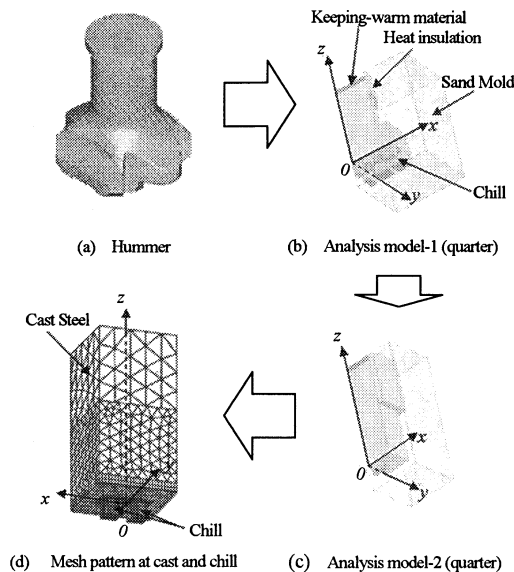 Keeping-warm material
Heat insulation
z
Sand Mold
x
0
y
Chill
(a) Hummer
(b) Analysis model-1 (quarter)
z
Cast Steel
x
0
Chill
z
x
0
y
(d) Mesh pattern at cast and chill
(c) Analysis model-2 (quarter)